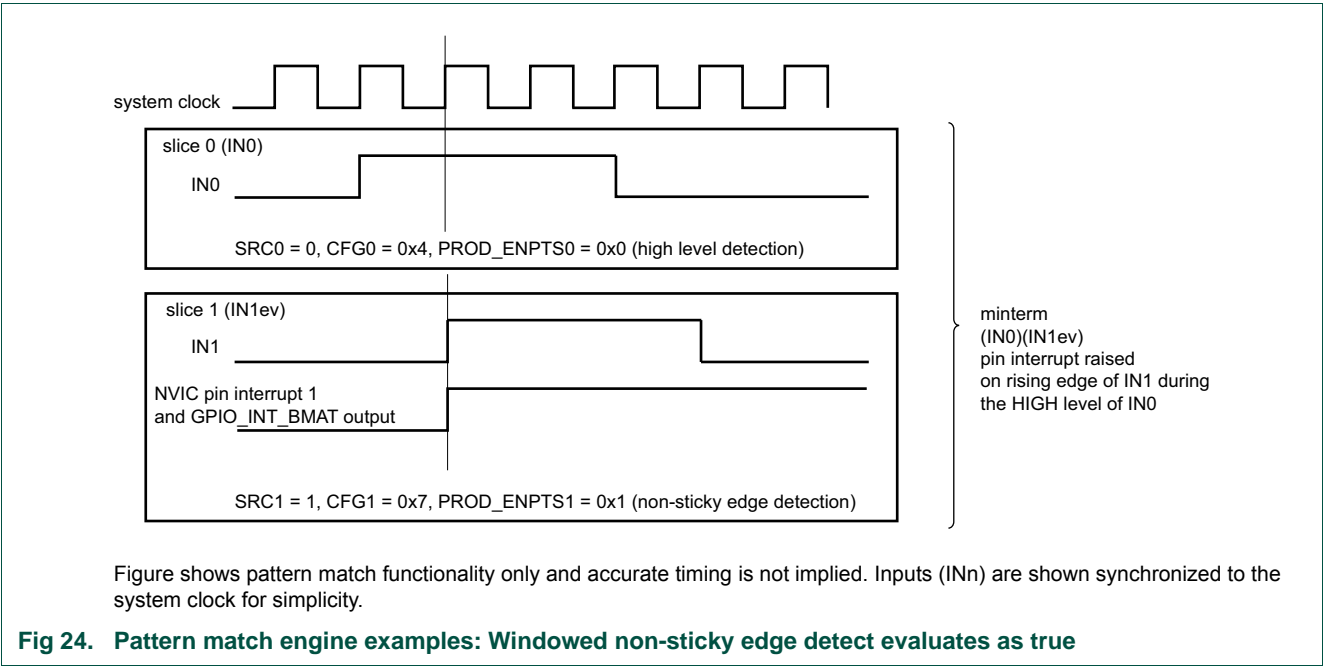 system clock
slice 0 (IN0)
IN0
SRC0 = 0, CFG0 = 0x4, PROD_ENPTS0 = 0x0 (high level detection)
slice 1 (IN1ev)
IN1
NVIC pin interrupt 1
and GPIO_INT_BMAT output
SRC1 = 1, CFG1 = 0x7, PROD_ENPTS1 = 0x1 (non-sticky edge detection)
minterm
(IN0)(IN1ev)
pin interrupt raised
on rising edge of IN1 during
the HIGH level of IN0
Figure shows pattern match functionality only and accurate timing is not implied. Inputs (INn) are shown synchronized to the
system clock for simplicity.
Fig 24. Pattern match engine examples: Windowed non-sticky edge detect evaluates as true